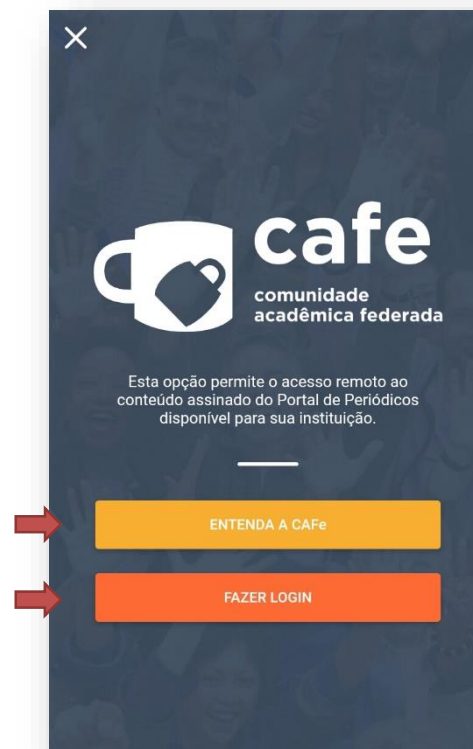 cafe
comunidade
acadêmica federada
Esta opção permite o acesso remoto ao
conteúdo assinado do Portal de Periódicos
disponível para sua instituição.
ENTENDA A CAFe
FAZER LOGIN